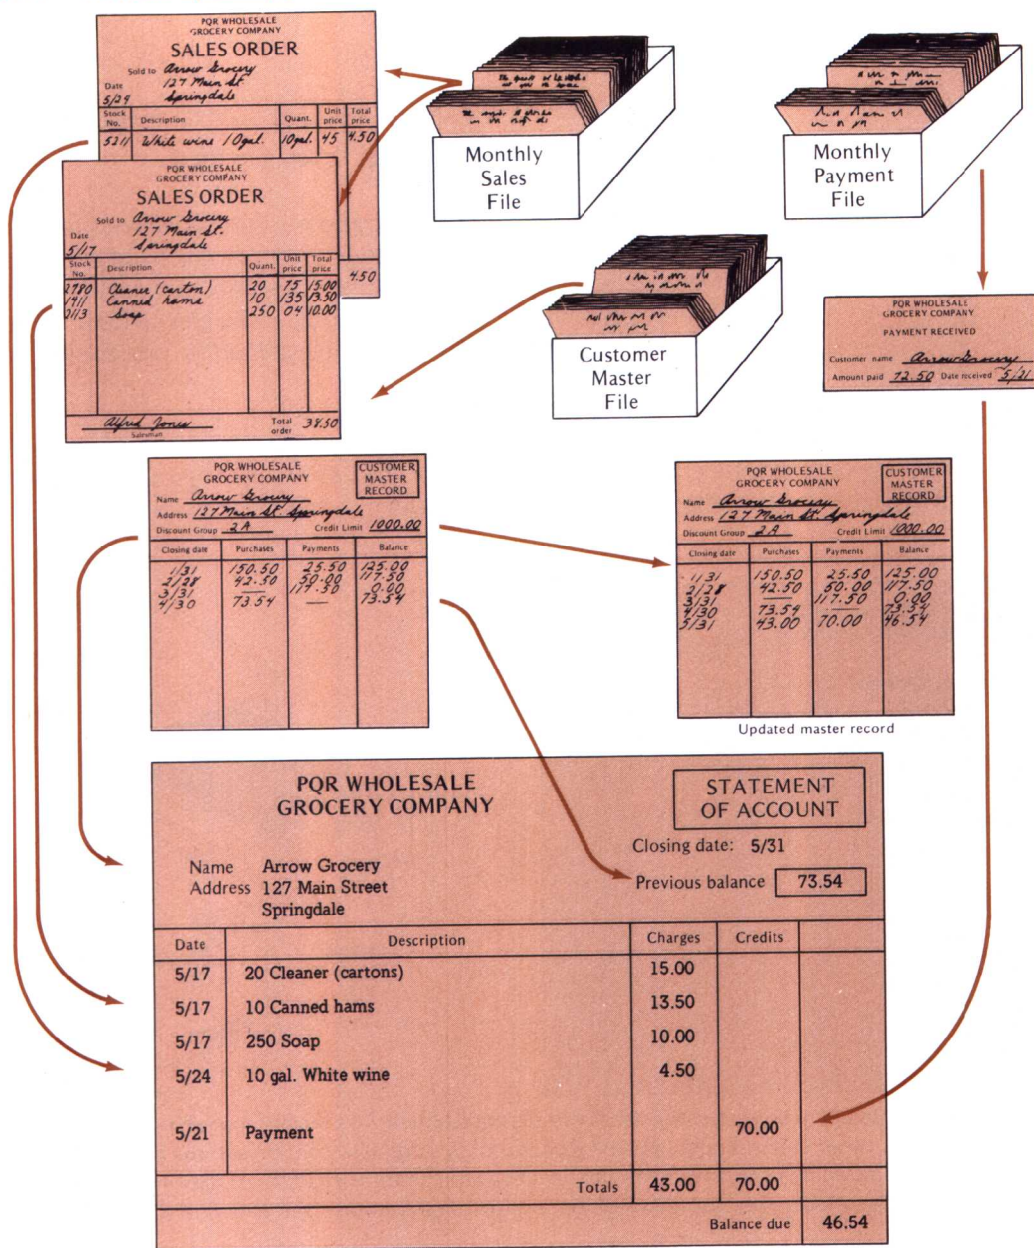 PQR WHOLESALE
GROCERY COMPANY
SALES ORDER
Sold to Arrow Grocery
127 Main St.
Springdale
Date
5/24
Stock No. Description Quant. Unit price Total price
5211 White wine 10gal. 10gal. 45 4.50
4.50
PQR WHOLESALE
GROCERY COMPANY
SALES ORDER
Sold to Arrow Grocery
127 Main St.
Springdale
Date
5/17
Stock No. Description Quant. Unit price Total price
2780 Cleaner (carton) 20 75 15.00
1411 Canned hams 10 135 13.50
2113 Soap 250 04 10.00
Alfred Jones
Salesman
Total order 38.50
Monthly
Sales
File
Monthly
Payment
File
Customer
Master
File
PQR WHOLESALE
GROCERY COMPANY
PAYMENT RECEIVED
Customer name Arrow Grocery
Amount paid 72.50 Date received 5/21
PQR WHOLESALE
GROCERY COMPANY
CUSTOMER
MASTER
RECORD
Name Arrow Grocery
Address 127 Main St. Springdale
Discount Group 2A Credit Limit 1000.00
Closing date Purchases Payments Balance
1/31 150.50 25.50 125.00
2/28 42.50 50.00 117.50
3/31 — 117.50 0.00
4/30 73.54 — 73.54
PQR WHOLESALE
GROCERY COMPANY
CUSTOMER
MASTER
RECORD
Name Arrow Grocery
Address 127 Main St. Springdale
Discount Group 2A Credit Limit 1000.00
Closing date Purchases Payments Balance
1/31 150.50 25.50 125.00
2/28 42.50 50.00 117.50
3/31 — 117.50 0.00
4/30 73.54 — 73.54
5/31 43.00 70.00 46.54
Updated master record
PQR WHOLESALE
GROCERY COMPANY
STATEMENT
OF ACCOUNT
Closing date: 5/31
Name Arrow Grocery
Address 127 Main Street
Springdale
Previous balance 73.54
Date Description Charges Credits
5/17 20 Cleaner (cartons) 15.00
5/17 10 Canned hams 13.50
5/17 250 Soap 10.00
5/24 10 gal. White wine 4.50
5/21 Payment 70.00
Totals 43.00 70.00
Balance due 46.54